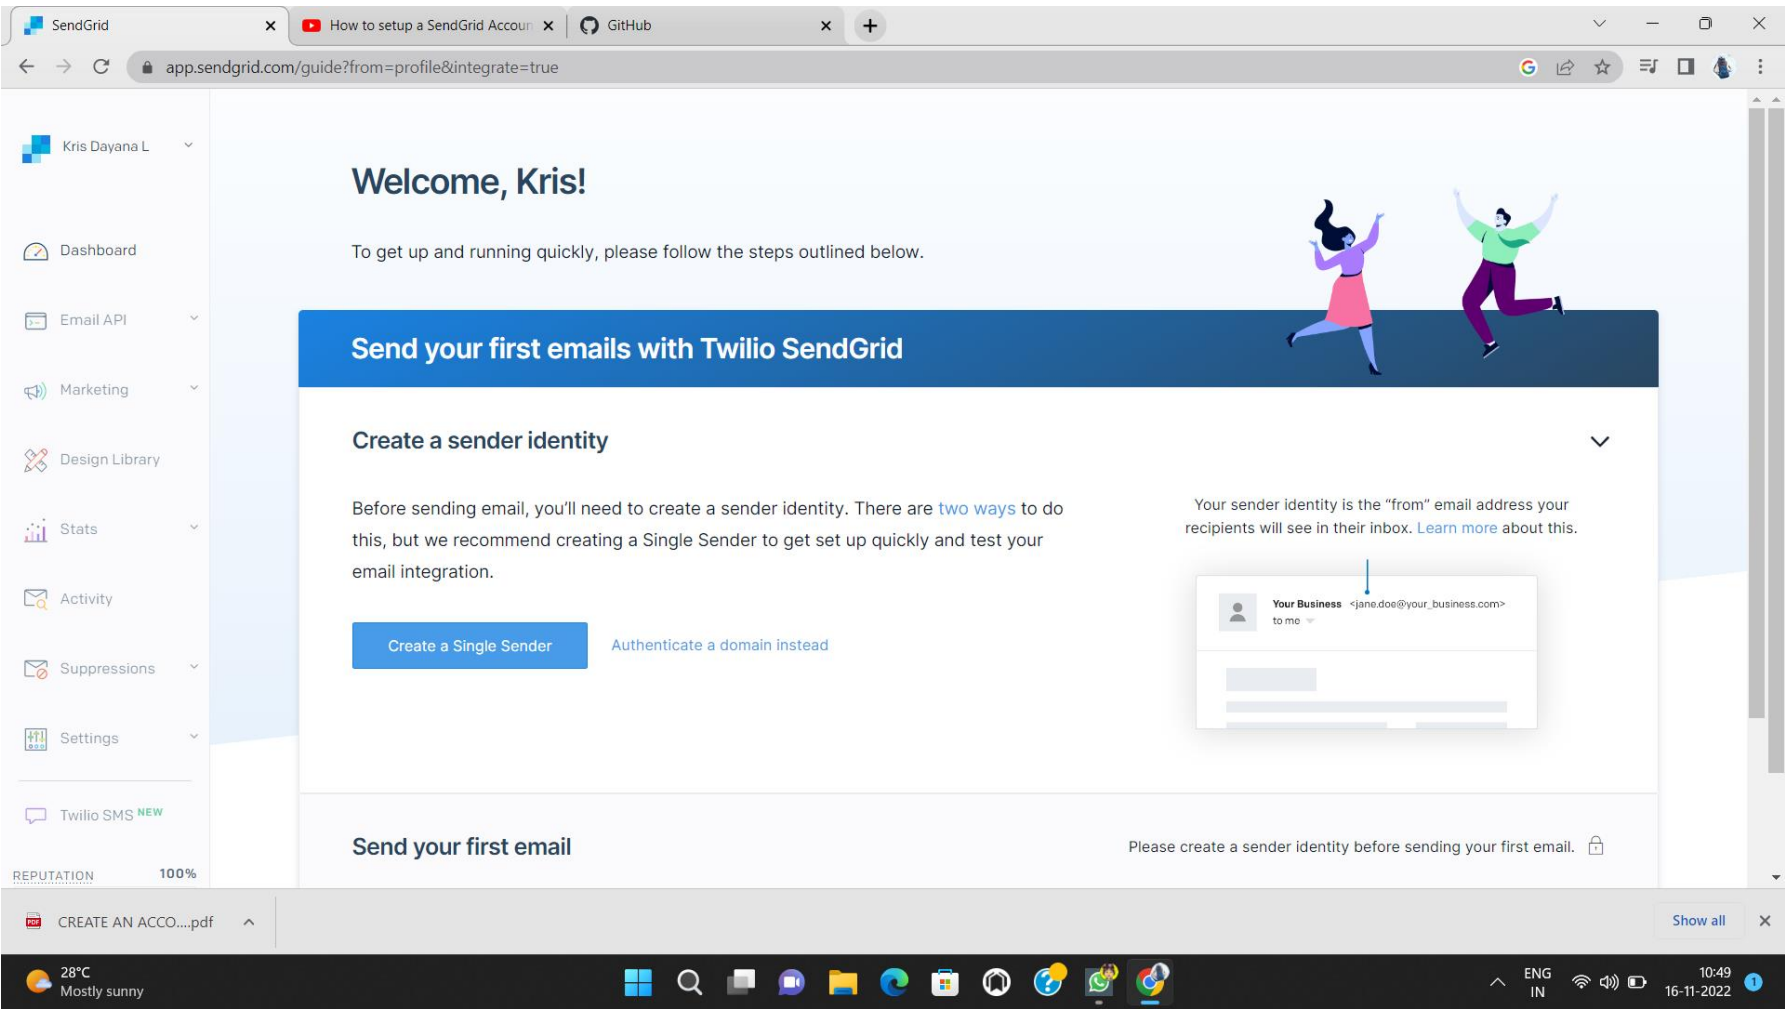 SendGrid
How to setup a SendGrid Accoun
GitHub
app.sendgrid.com/guide?from=profile&integrate=true
Kris Dayana L
Dashboard
Email API
Marketing
Design Library
Stats
Activity
Suppressions
Settings
Twilio SMS NEW
REPUTATION 100%
Welcome, Kris!
To get up and running quickly, please follow the steps outlined below.
Send your first emails with Twilio SendGrid
Create a sender identity
Before sending email, you'll need to create a sender identity. There are two ways to do
this, but we recommend creating a Single Sender to get set up quickly and test your
email integration.
Create a Single Sender
Authenticate a domain instead
Your sender identity is the “from” email address your
recipients will see in their inbox. Learn more about this.
Your Business <jane.doe@your_business.com>
to me
Send your first email
Please create a sender identity before sending your first email.
PDF
CREATE AN ACCO....pdf
Show all
28°C
Mostly sunny
ENG
IN
10:49
16-11-2022
1